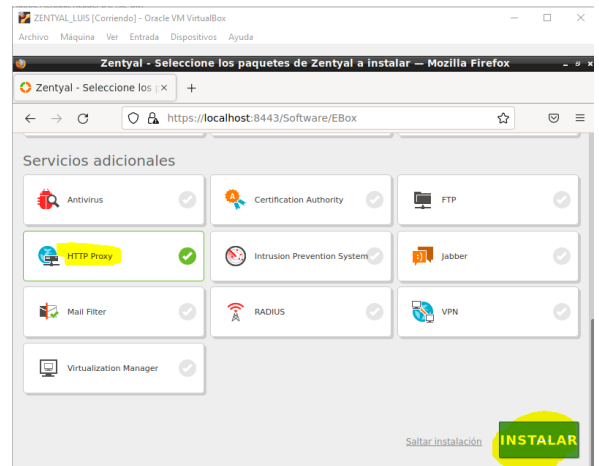 ZENTYAL_LUIS [Corriendo] - Oracle VM VirtualBox
Archivo Máquina Ver Entrada Dispositivos Ayuda
Zentyal - Seleccione los paquetes de Zentyal a instalar — Mozilla Firefox
Zentyal - Seleccione los
https://localhost:8443/Software/EBox
Servicios adicionales
Antivirus
Certification Authority
FTP
HTTP Proxy
Intrusion Prevention System
Jabber
Mail Filter
RADIUS
VPN
Virtualization Manager
Saltar instalación
INSTALAR